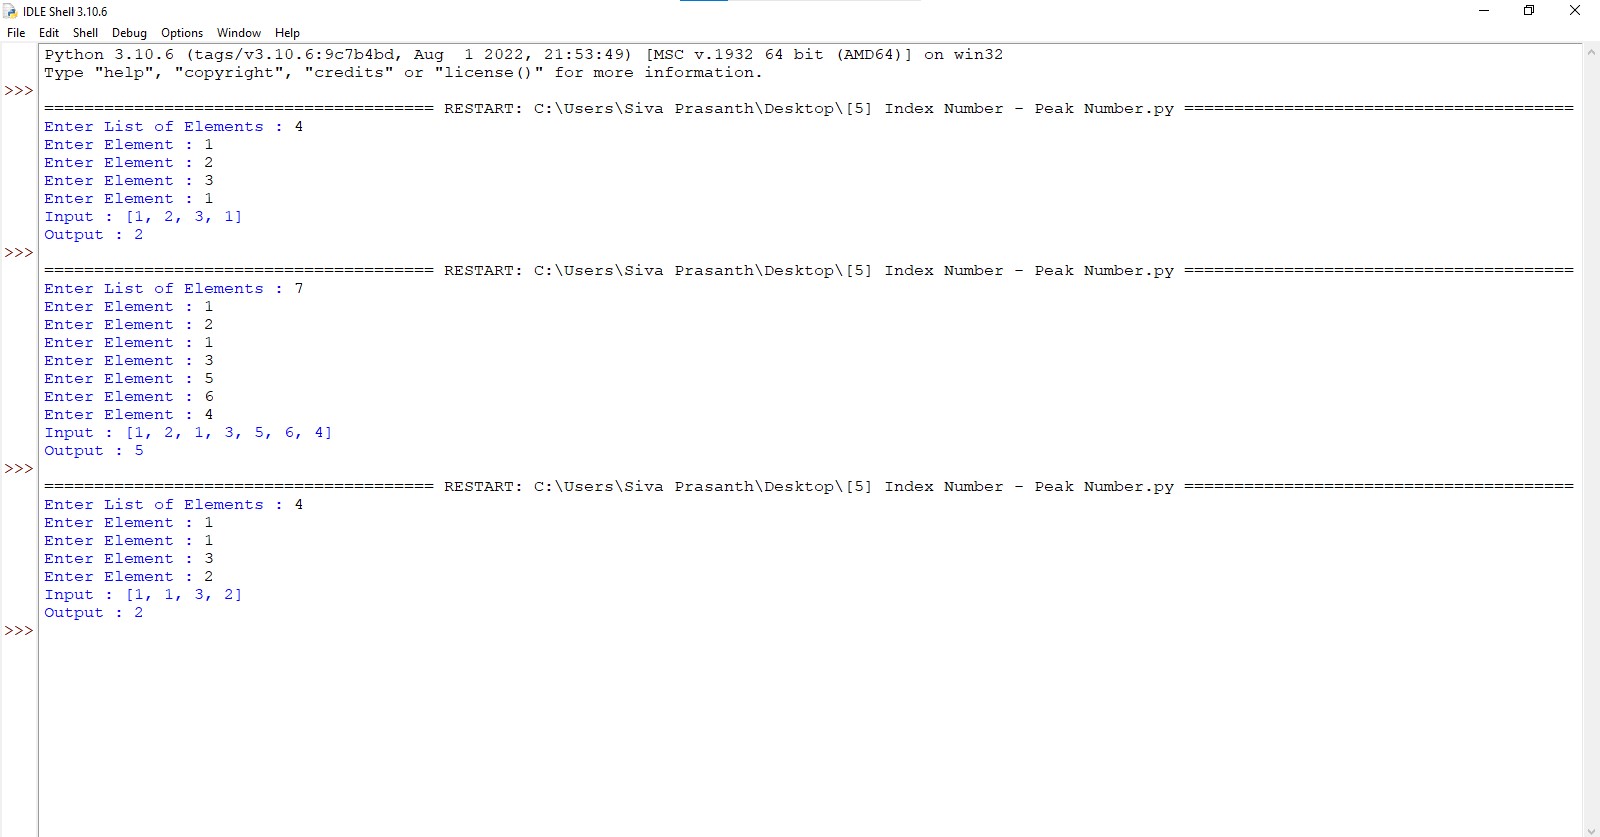 IDLE Shell 3.10.6
File Edit Shell Debug Options Window Help
Python 3.10.6 (tags/v3.10.6:9c7b4bd, Aug  1 2022, 21:53:49) [MSC v.1932 64 bit (AMD64)] on win32
Type "help", "copyright", "credits" or "license()" for more information.
>>>
======================================= RESTART: C:\Users\Siva Prasanth\Desktop\[5] Index Number - Peak Number.py =======================================
Enter List of Elements : 4
Enter Element : 1
Enter Element : 2
Enter Element : 3
Enter Element : 1
Input : [1, 2, 3, 1]
Output : 2
>>>
======================================= RESTART: C:\Users\Siva Prasanth\Desktop\[5] Index Number - Peak Number.py =======================================
Enter List of Elements : 7
Enter Element : 1
Enter Element : 2
Enter Element : 1
Enter Element : 3
Enter Element : 5
Enter Element : 6
Enter Element : 4
Input : [1, 2, 1, 3, 5, 6, 4]
Output : 5
>>>
======================================= RESTART: C:\Users\Siva Prasanth\Desktop\[5] Index Number - Peak Number.py =======================================
Enter List of Elements : 4
Enter Element : 1
Enter Element : 1
Enter Element : 3
Enter Element : 2
Input : [1, 1, 3, 2]
Output : 2
>>>